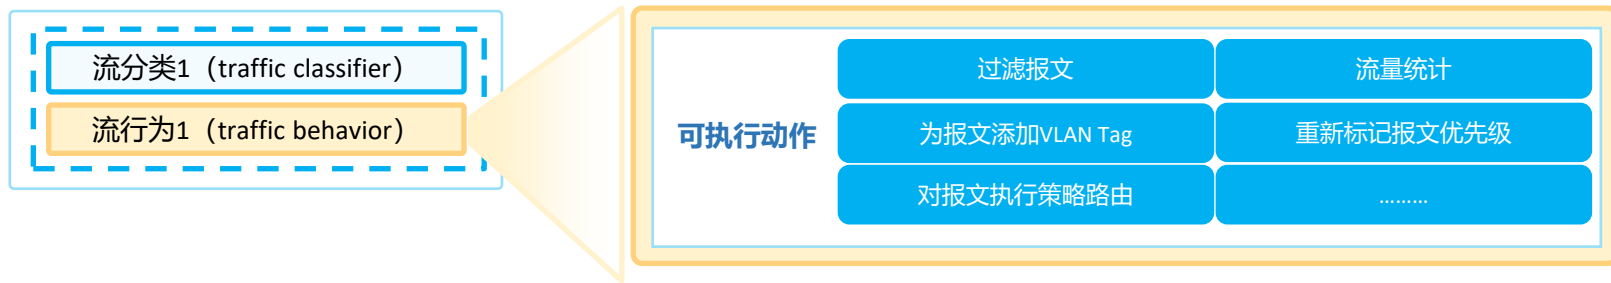 流分类1（traffic classifier）
流行为1（traffic behavior）
可执行动作
过滤报文
流量统计
为报文添加VLAN Tag
重新标记报文优先级
对报文执行策略路由
………